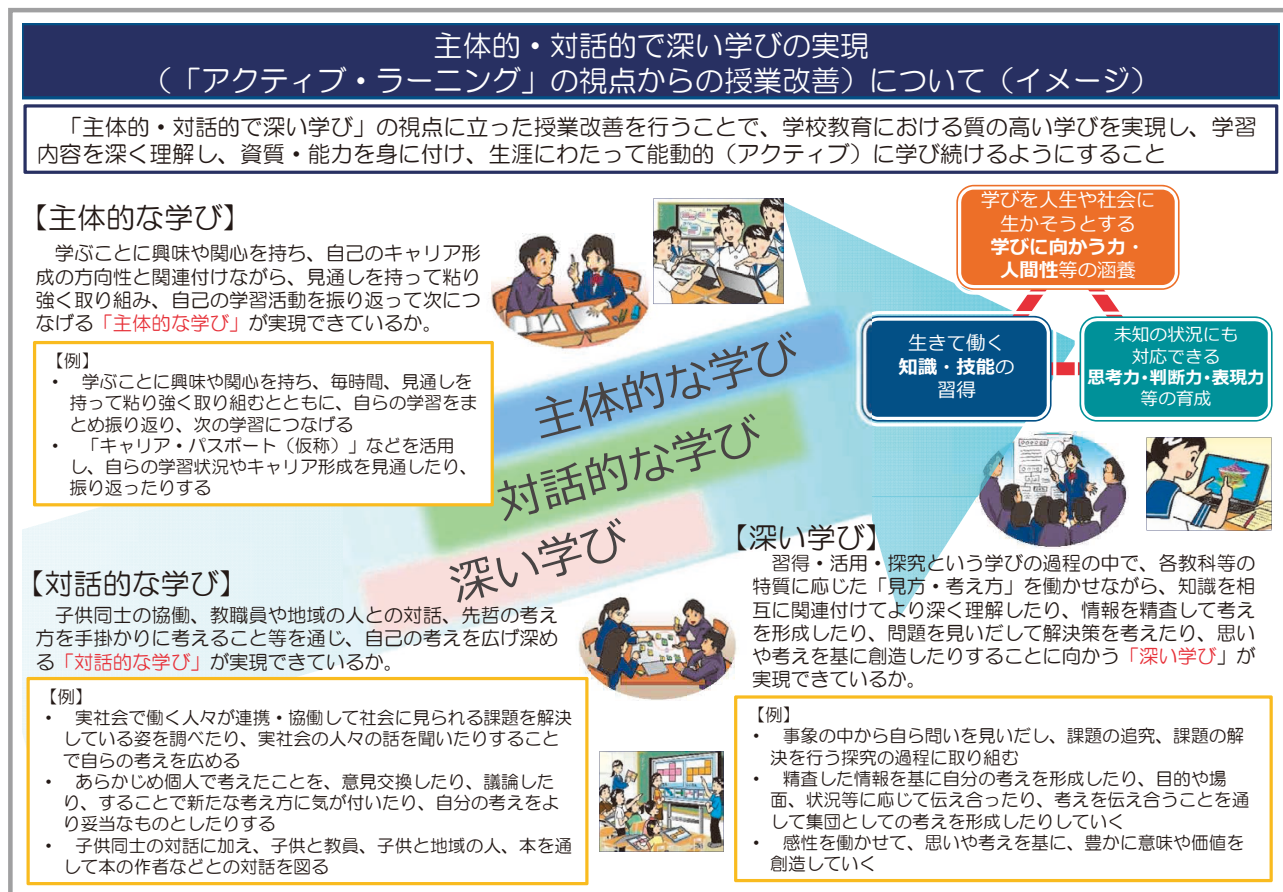 主体的・対話的で深い学びの実現
（「アクティブ・ラーニング」の視点からの授業改善）について（イメージ）
「主体的・対話的で深い学び」の視点に立った授業改善を行うことで、学校教育における質の高い学びを実現し、学習
内容を深く理解し、資質・能力を身に付け、生涯にわたって能動的（アクティブ）に学び続けるようにすること
【主体的な学び】
学ぶことに興味や関心を持ち、自己のキャリア形
成の方向性と関連付けながら、見通しを持って粘り
強く取り組み、自己の学習活動を振り返って次につ
なげる「主体的な学び」が実現できているか。
【例】
・ 学ぶことに興味や関心を持ち、毎時間、見通しを
持って粘り強く取り組むとともに、自らの学習をま
とめ振り返り、次の学習につなげる
・ 「キャリア・パスポート（仮称）」などを活用
し、自らの学習状況やキャリア形成を見通したり、
振り返ったりする
学びを人生や社会に
生かそうとする
学びに向かう力・
人間性等の涵養
生きて働く
知識・技能の
習得
未知の状況にも
対応できる
思考力・判断力・表現力
等の育成
主体的な学び
対話的な学び
深い学び
【対話的な学び】
子供同士の協働、教職員や地域の人との対話、先哲の考え
方を手掛かりに考えること等を通じ、自己の考えを広げ深め
る「対話的な学び」が実現できているか。
【例】
・ 実社会で働く人々が連携・協働して社会に見られる課題を解決
している姿を調べたり、実社会の人々の話を聞いたりすること
で自らの考えを広める
・ あらかじめ個人で考えたことを、意見交換したり、議論した
り、することで新たな考え方に気が付いたり、自分の考えをよ
り妥当なものとしたりする
・ 子供同士の対話に加え、子供と教員、子供と地域の人、本を通
して本の作者などとの対話を図る
【深い学び】
習得・活用・探究という学びの過程の中で、各教科等の
特質に応じた「見方・考え方」を働かせながら、知識を相
互に関連付けてより深く理解したり、情報を精査して考え
を形成したり、問題を見いだして解決策を考えたり、思い
や考えを基に創造したりすることに向かう「深い学び」が
実現できているか。
【例】
・ 事象の中から自ら問いを見いだし、課題の追究、課題の解
決を行う探究の過程に取り組む
・ 精査した情報を基に自分の考えを形成したり、目的や場
面、状況等に応じて伝え合ったり、考えを伝え合うことを通
して集団としての考えを形成したりしていく
・ 感性を働かせて、思いや考えを基に、豊かに意味や価値を
創造していく